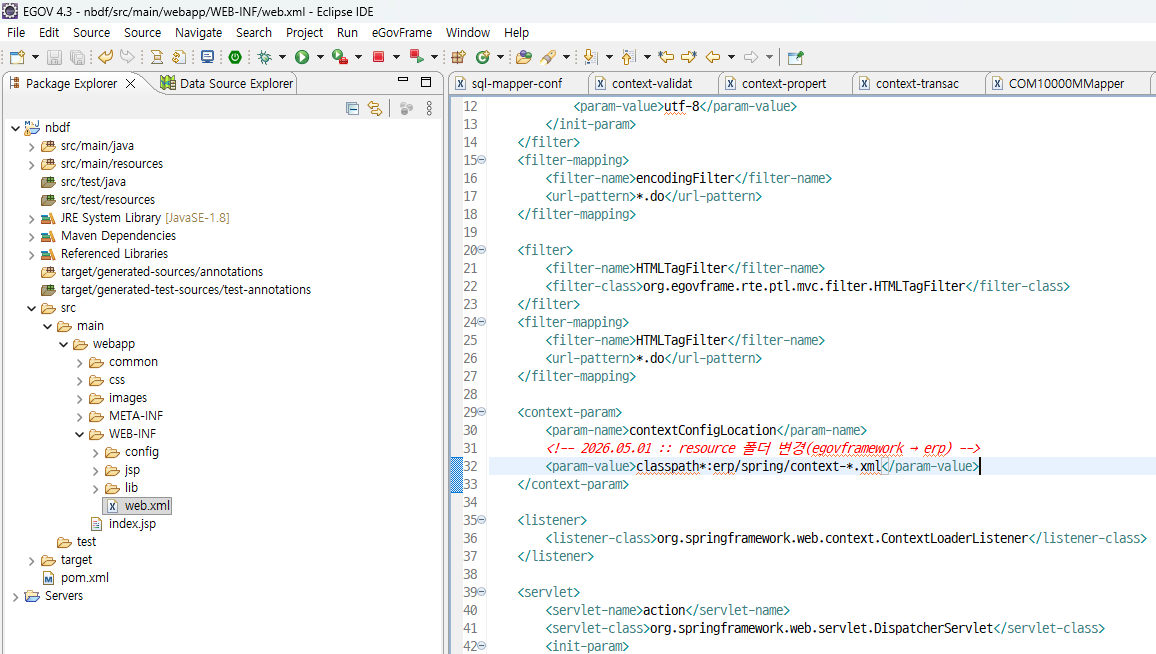 EGOV 4.3 - nbdf/src/main/webapp/WEB-INF/web.xml - Eclipse IDE
File Edit Source Source Navigate Search Project Run eGovFrame Window Help
Package Explorer
Data Source Explorer
nbdf
src/main/java
src/main/resources
src/test/java
src/test/resources
JRE System Library [JavaSE-1.8]
Maven Dependencies
Referenced Libraries
target/generated-sources/annotations
target/generated-test-sources/test-annotations
src
main
webapp
common
css
images
META-INF
WEB-INF
config
jsp
lib
web.xml
index.jsp
test
target
pom.xml
Servers
sql-mapper-conf
context-validat
context-propert
context-transac
COM10000MMapper
12 <param-value>utf-8</param-value>
13 </init-param>
14 </filter>
15 <filter-mapping>
16 <filter-name>encodingFilter</filter-name>
17 <url-pattern>*.do</url-pattern>
18 </filter-mapping>
19
20 <filter>
21 <filter-name>HTMLTagFilter</filter-name>
22 <filter-class>org.egovframe.rte.ptl.mvc.filter.HTMLTagFilter</filter-class>
23 </filter>
24 <filter-mapping>
25 <filter-name>HTMLTagFilter</filter-name>
26 <url-pattern>*.do</url-pattern>
27 </filter-mapping>
28
29 <context-param>
30 <param-name>contextConfigLocation</param-name>
31 <!-- 2026.05.01 :: resource 폴더 변경(egovframework → erp) -->
32 <param-value>classpath*:erp/spring/context-*.xml</param-value>
33 </context-param>
34
35 <listener>
36 <listener-class>org.springframework.web.context.ContextLoaderListener</listener-class>
37 </listener>
38
39 <servlet>
40 <servlet-name>action</servlet-name>
41 <servlet-class>org.springframework.web.servlet.DispatcherServlet</servlet-class>
42 <init-param>